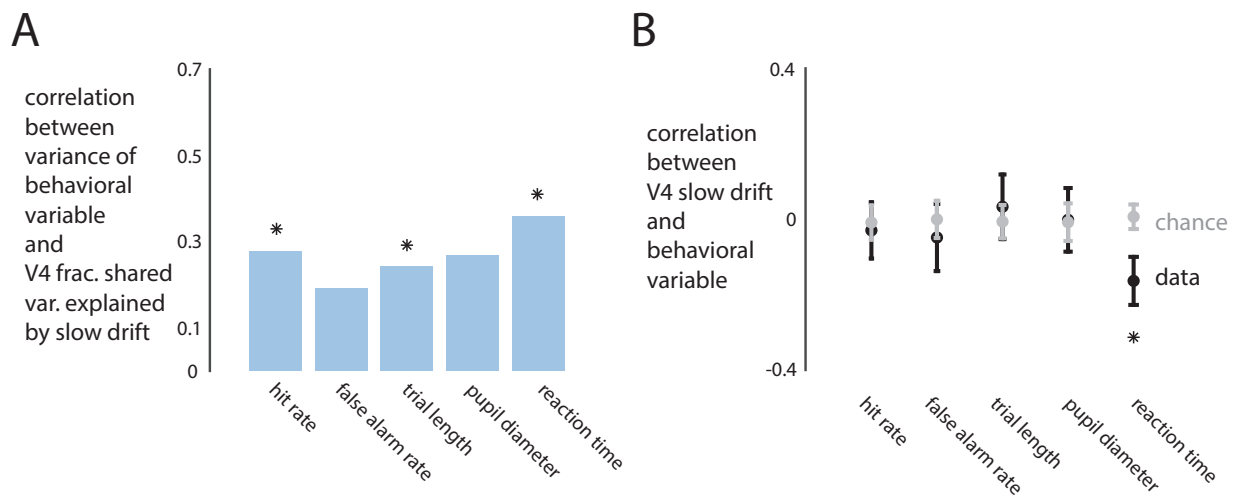 A
correlation
between
variance of
behavioral
variable
and
V4 frac. shared
var. explained
by slow drift
0.7
0.5
0.3
0.1
0
*
*
*
hit rate
false alarm rate
trial length
pupil diameter
reaction time
B
correlation
between
V4 slow drift
and
behavioral
variable
0.4
0
-0.4
chance
data
*
hit rate
false alarm rate
trial length
pupil diameter
reaction time